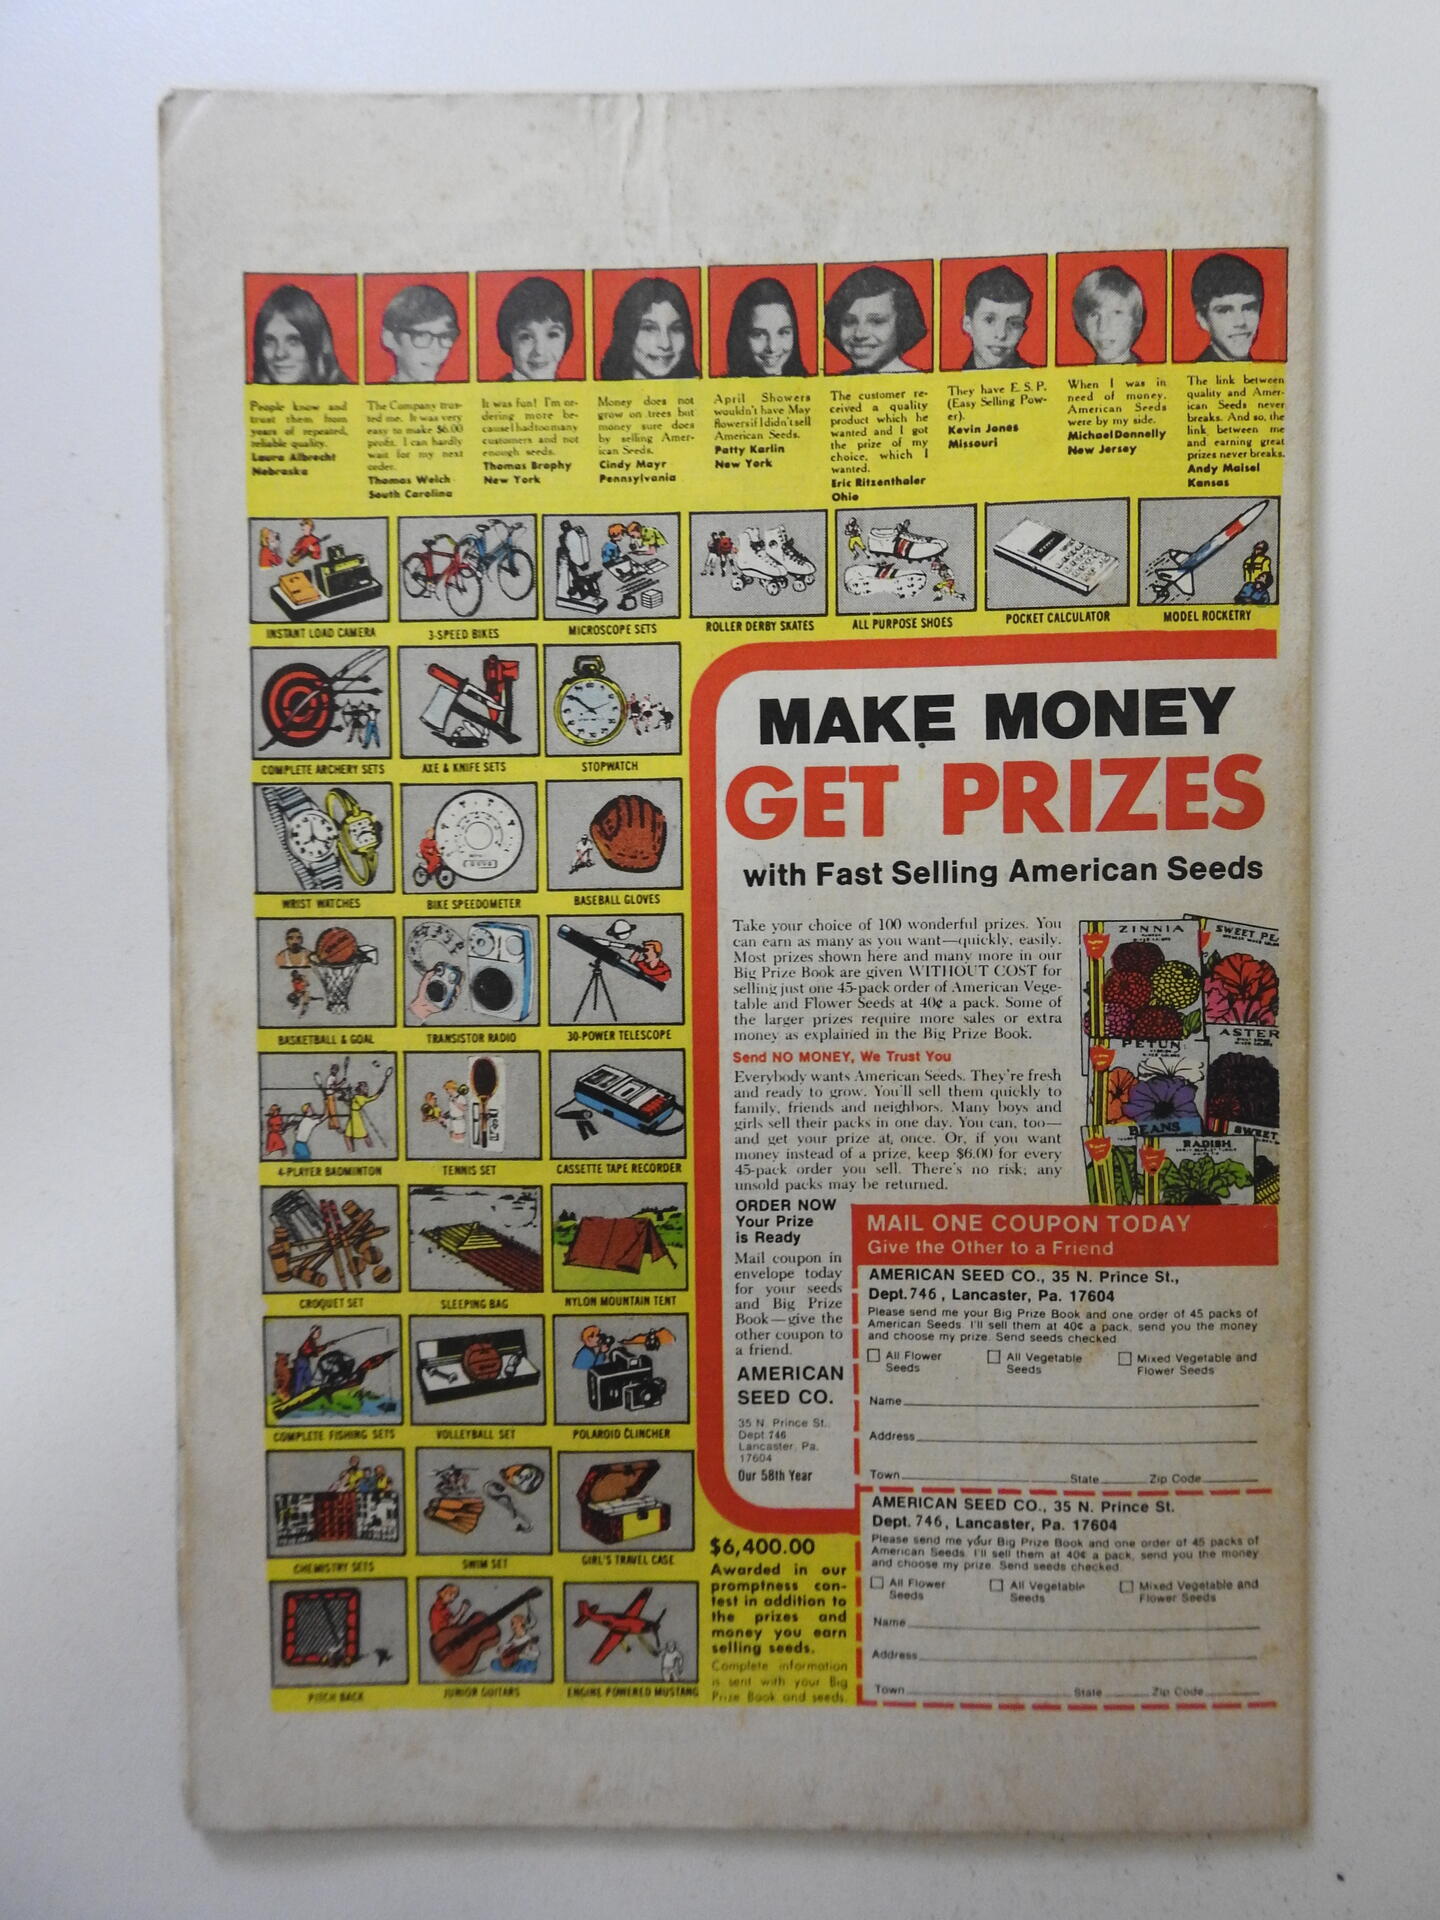 People know and
trust them from
years of repeated,
reliable quality.
Laura Albrecht
Nebraska
The Company trus-
ted me. It was very
easy to make $6.00
profit. I can hardly
wait for my next
order.
Thomas Welch
South Carolina
It was fun! I'm or-
dering more be-
cause I had too many
customers and not
enough seeds.
Thomas Brophy
New York
Money does not
grow on trees but
money sure does
by selling Amer-
ican Seeds.
Cindy Mayr
Pennsylvania
April Showers
wouldn't have May
flowers if I didn't sell
American Seeds.
Patty Karlin
New York
The customer re-
ceived a quality
product which he
wanted and I got
the prize of my
choice, which I
wanted.
Eric Ritzenthaler
Ohio
They have E.S.P.
(Easy Selling Pow-
er).
Kevin Jones
Missouri
When I was in
need of money,
American Seeds
were by my side.
Michael Donnelly
New Jersey
The link between
quality and Amer-
ican Seeds never
breaks. And so, the
link between me
and earning great
prizes never breaks.
Andy Maisel
Kansas
INSTANT LOAD CAMERA
3-SPEED BIKES
MICROSCOPE SETS
ROLLER DERBY SKATES
ALL PURPOSE SHOES
POCKET CALCULATOR
MODEL ROCKETRY
COMPLETE ARCHERY SETS
AXE & KNIFE SETS
STOPWATCH
WRIST WATCHES
BIKE SPEEDOMETER
BASEBALL GLOVES
BASKETBALL & GOAL
TRANSISTOR RADIO
30-POWER TELESCOPE
4-PLAYER BADMINTON
TENNIS SET
CASSETTE TAPE RECORDER
CROQUET SET
SLEEPING BAG
NYLON MOUNTAIN TENT
COMPLETE FISHING SETS
VOLLEYBALL SET
POLAROID CLINCHER
CHEMISTRY SETS
SWIM SET
GIRL'S TRAVEL CASE
PITCH BACK
JUNIOR GUITARS
ENGINE POWERED MUSTANG
MAKE MONEY
GET PRIZES
with Fast Selling American Seeds
Take your choice of 100 wonderful prizes. You
can earn as many as you want—quickly, easily.
Most prizes shown here and many more in our
Big Prize Book are given WITHOUT COST for
selling just one 45-pack order of American Vege-
table and Flower Seeds at 40¢ a pack. Some of
the larger prizes require more sales or extra
money as explained in the Big Prize Book.
Send NO MONEY, We Trust You
Everybody wants American Seeds. They're fresh
and ready to grow. You'll sell them quickly to
family, friends and neighbors. Many boys and
girls sell their packs in one day. You can, too—
and get your prize at once. Or, if you want
money instead of a prize, keep $6.00 for every
45-pack order you sell. There's no risk; any
unsold packs may be returned.
ZINNIA
SWEET PE
ASTER
PETUN
BEANS
RADISH
SWEET
ORDER NOW
Your Prize
is Ready
Mail coupon in
envelope today
for your seeds
and Big Prize
Book—give the
other coupon to
a friend.
AMERICAN
SEED CO.
35 N. Prince St.
Dept 746
Lancaster, Pa.
17604
Our 58th Year
MAIL ONE COUPON TODAY
Give the Other to a Friend
AMERICAN SEED CO., 35 N. Prince St.,
Dept. 746, Lancaster, Pa. 17604
Please send me your Big Prize Book and one order of 45 packs of
American Seeds. I'll sell them at 40¢ a pack, send you the money
and choose my prize. Send seeds checked
All Flower
Seeds
All Vegetable
Seeds
Mixed Vegetable and
Flower Seeds
Name
Address
Town State Zip Code
AMERICAN SEED CO., 35 N. Prince St.
Dept. 746, Lancaster, Pa. 17604
Please send me your Big Prize Book and one order of 45 packs of
American Seeds. I'll sell them at 40¢ a pack, send you the money
and choose my prize. Send seeds checked.
All Flower
Seeds
All Vegetable
Seeds
Mixed Vegetable and
Flower Seeds
Name
Address
Town State Zip Code
$6,400.00
Awarded in our
promptness con-
test in addition to
the prizes and
money you earn
selling seeds.
Complete information
is sent with your Big
Prize Book and seeds.